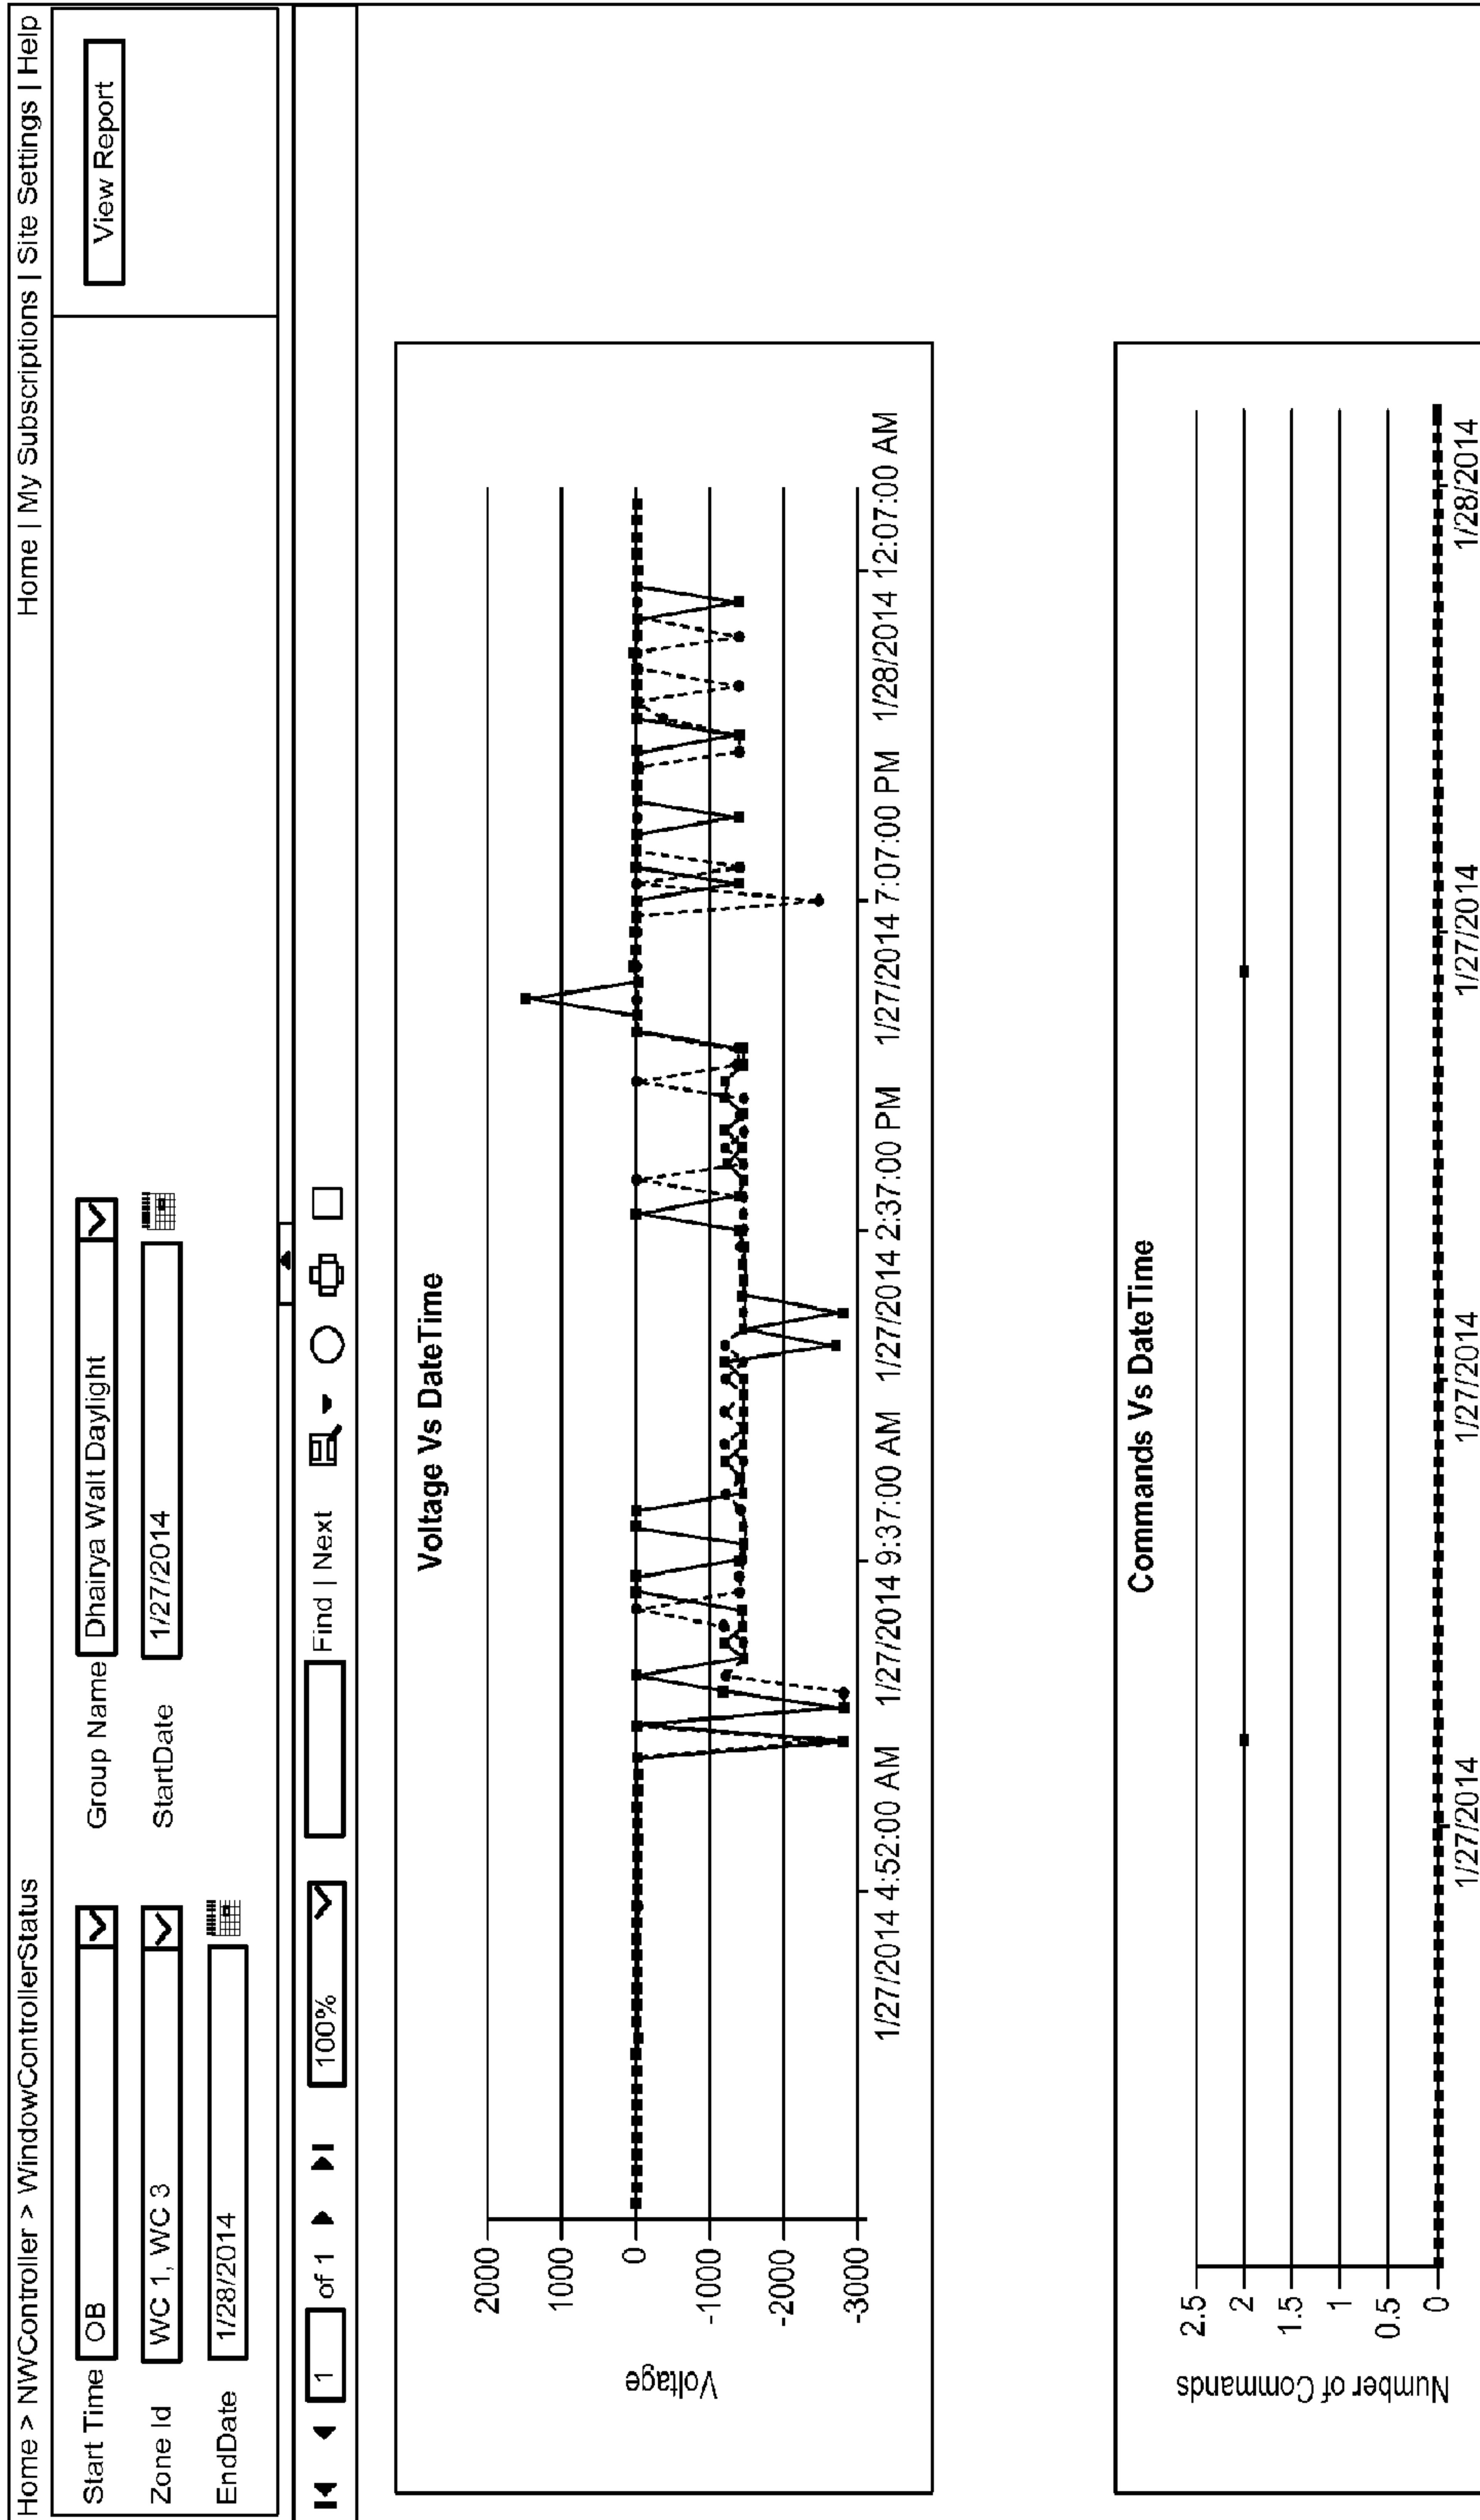 Home > NWController > WindowControllerStatus
Home | My Subscriptions | Site Settings | Help
Start Time OB
Group Name Dhairya Walt Daylight
View Report
Zone Id WC 1, WC 3
StartDate 1/27/2014
EndDate 1/28/2014
1 of 1
100%
Find | Next
Voltage Vs DateTime
Voltage
2000
1000
0
-1000
-2000
-3000
1/27/2014 4:52:00 AM
1/27/2014 9:37:00 AM
1/27/2014 2:37:00 PM
1/27/2014 7:07:00 PM
1/28/2014 12:07:00 AM
Commands Vs DateTime
Number of Commands
2.5
2
1.5
1
0.5
0
1/27/2014
1/27/2014
1/27/2014
1/28/2014